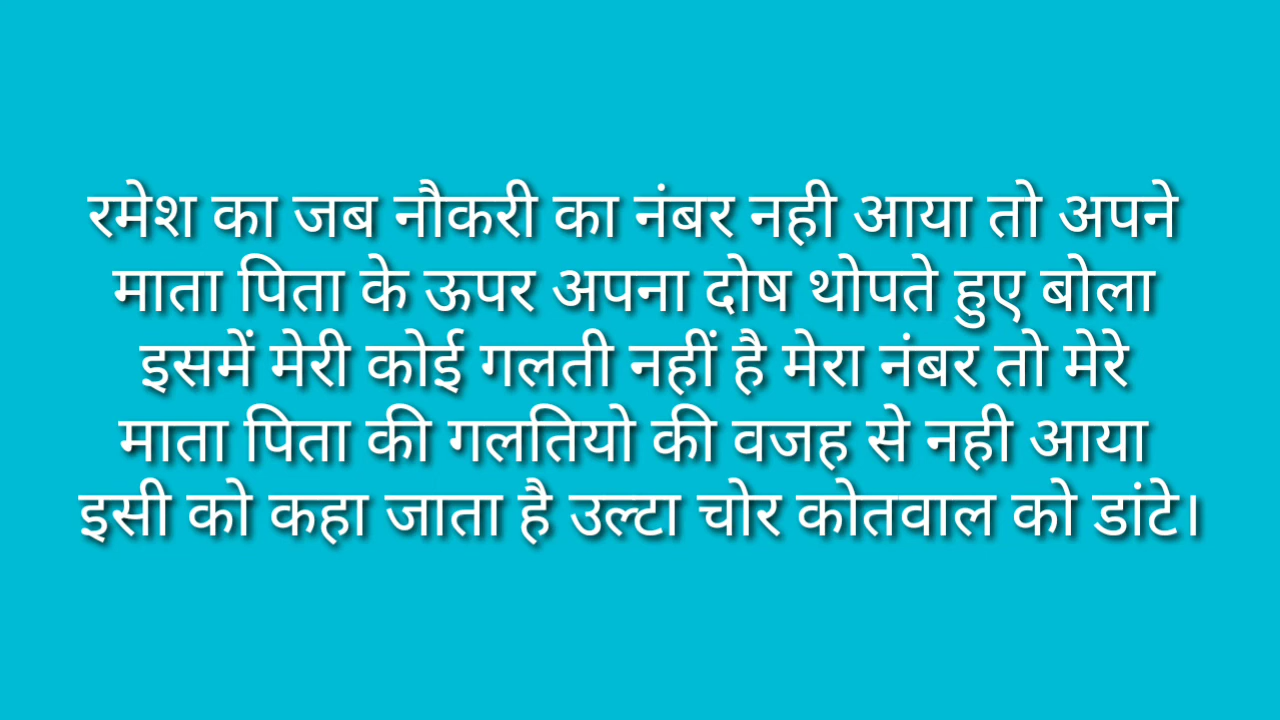 रमेश का जब नौकरी का नंबर नही आया तो अपने
माता पिता के ऊपर अपना दोष थोपते हुए बोला
इसमें मेरी कोई गलती नहीं है मेरा नंबर तो मेरे
माता पिता की गलतियो की वजह से नही आया
इसी को कहा जाता है उल्टा चोर कोतवाल को डांटे।